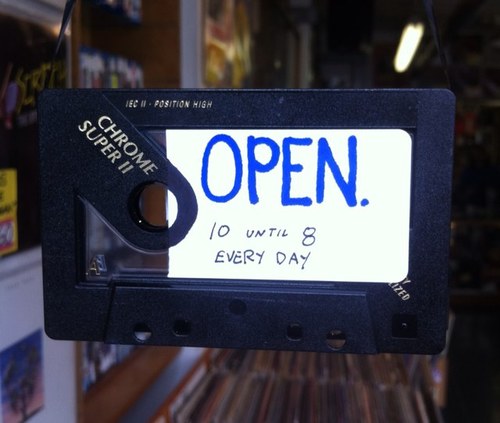 IEC II - POSITION HIGH
CHROME
SUPER II
OPEN.
10 UNTIL 8
EVERY DAY
A